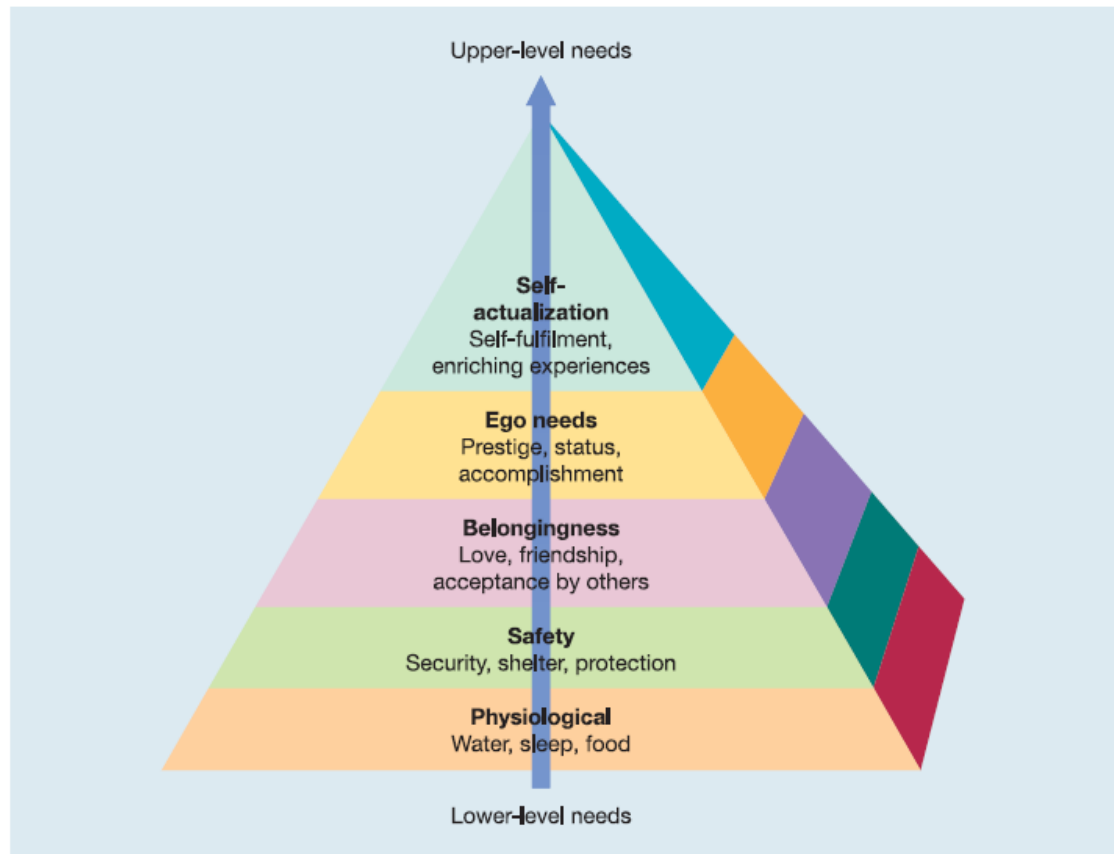 Upper-level needs
Self-
actualization
Self-fulfilment,
enriching experiences
Ego needs
Prestige, status,
accomplishment
Belongingness
Love, friendship,
acceptance by others
Safety
Security, shelter, protection
Physiological
Water, sleep, food
Lower-level needs